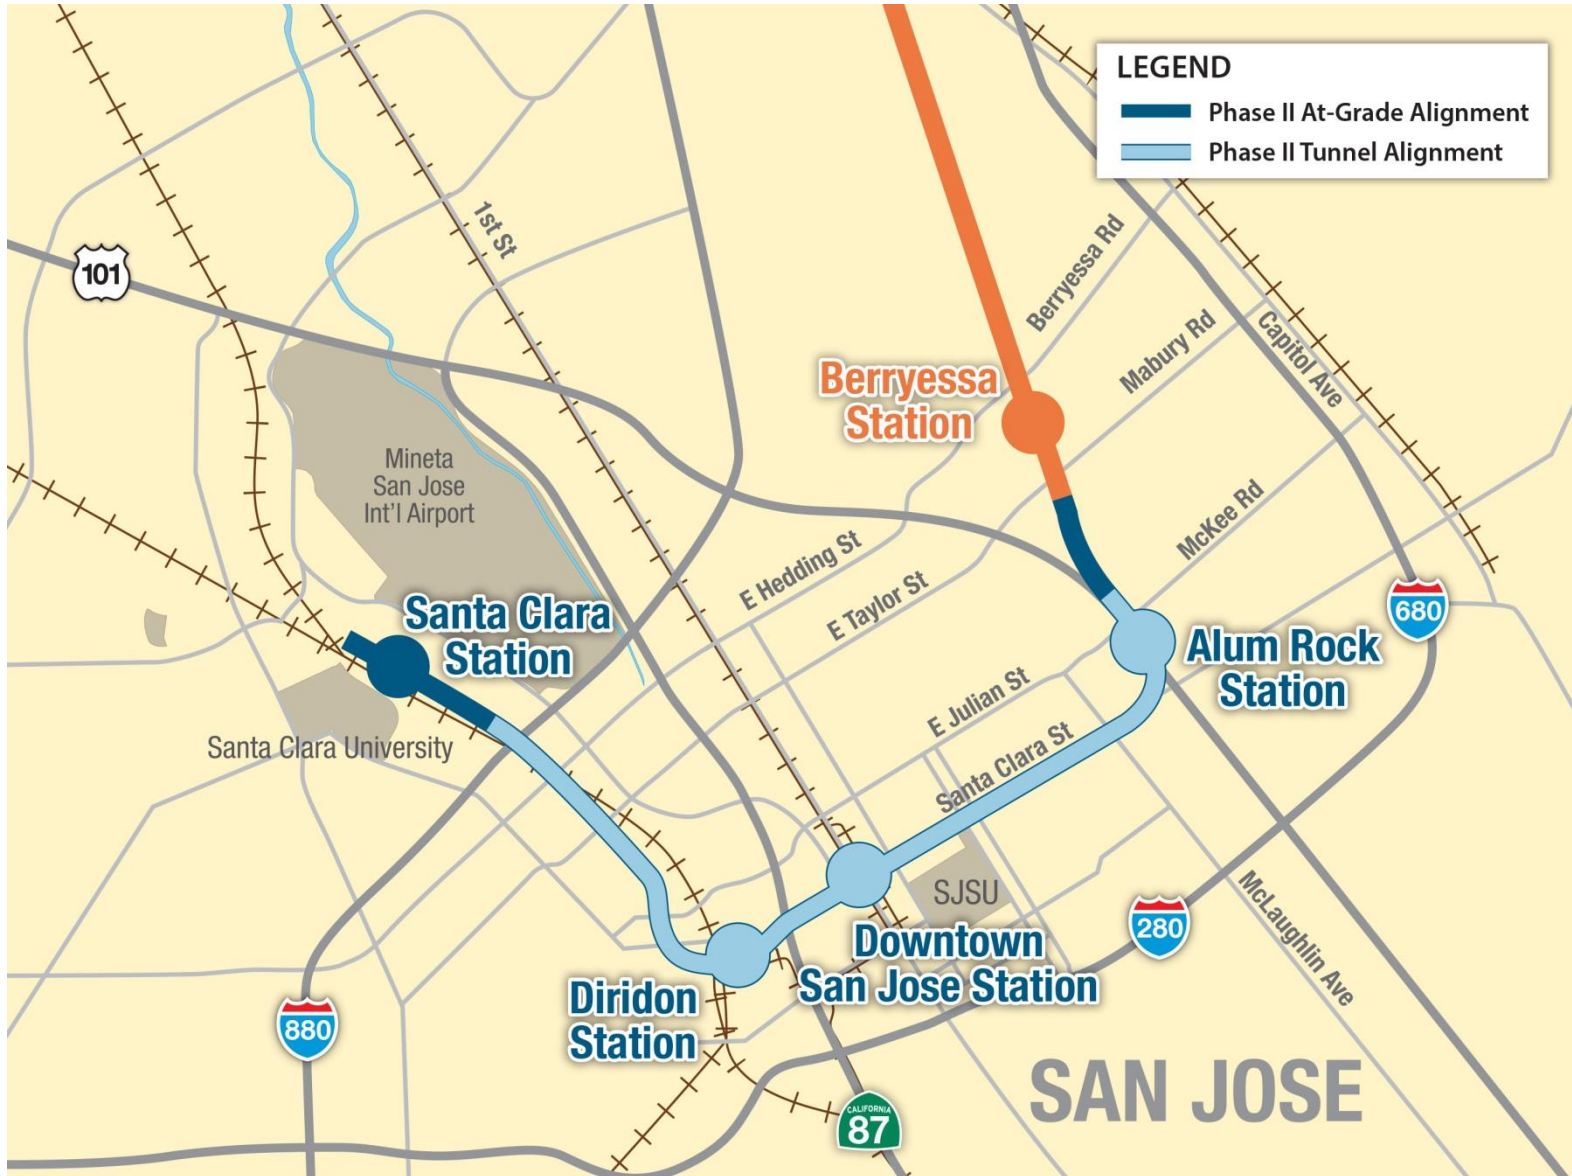 LEGEND
Phase II At-Grade Alignment
Phase II Tunnel Alignment
101
1st St
Berryessa Rd
Mabury Rd
Capitol Ave
Berryessa
Station
Mineta
San Jose
Int'l Airport
McKee Rd
E Hedding St
E Taylor St
680
Santa Clara
Station
Alum Rock
Station
E Julian St
Santa Clara St
Santa Clara University
SJSU
280
McLaughlin Ave
Downtown
San Jose Station
Diridon
Station
880
SAN JOSE
CALIFORNIA
87